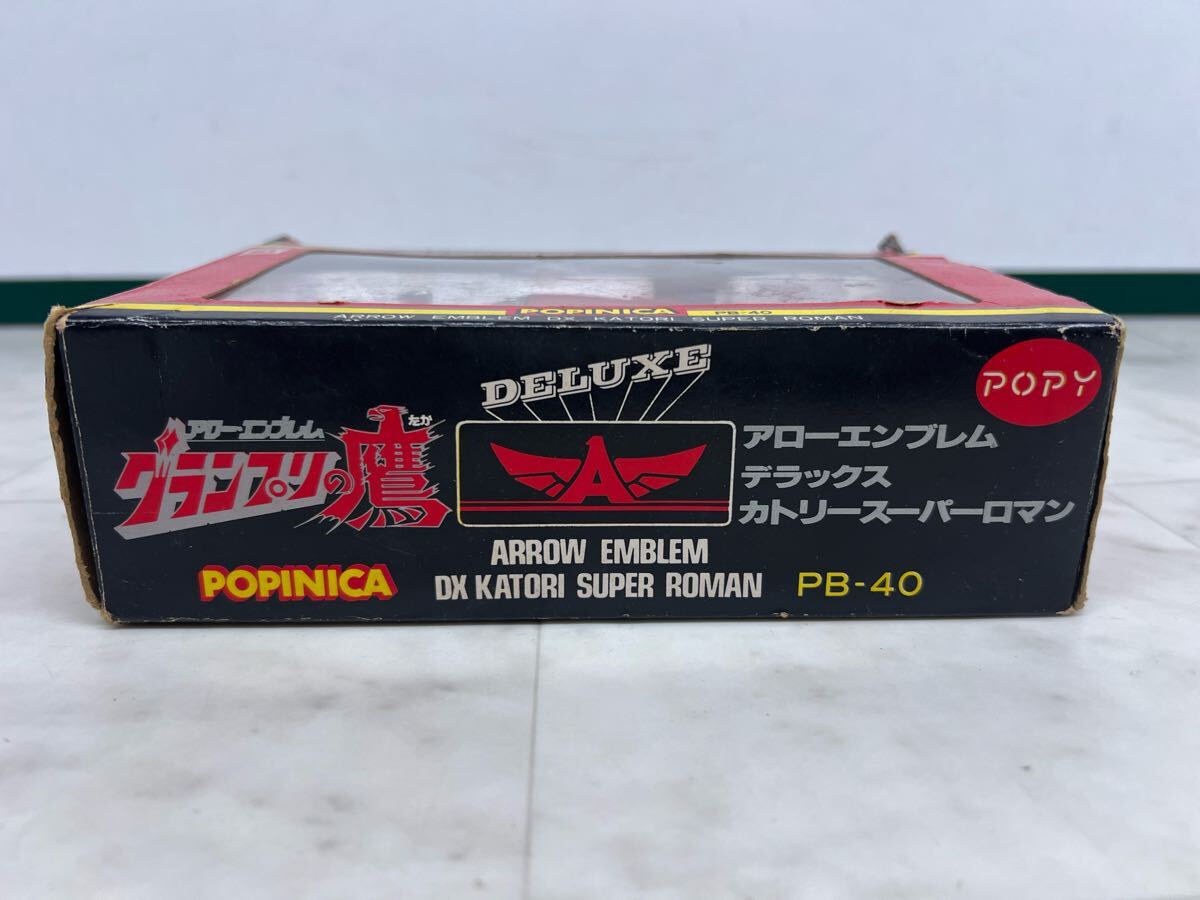 POPINICA PB-40
ARROW EMBLEM DX KATORI SUPER ROMAN
DELUXE
POPY
アローエンブレム
グランプリの鷹
たか
A
アローエンブレム
デラックス
カトリースーパーロマン
POPINICA
ARROW EMBLEM
DX KATORI SUPER ROMAN PB-40